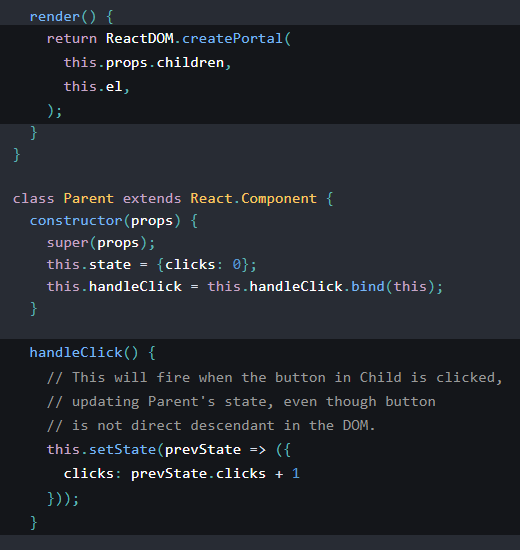 render() {
return ReactDOM.createPortal(
this.props.children,
this.el,
);
}
}
class Parent extends React.Component {
constructor(props) {
super(props);
this.state = {clicks: 0};
this.handleClick = this.handleClick.bind(this);
}
handleClick() {
// This will fire when the button in Child is clicked,
// updating Parent's state, even though button
// is not direct descendant in the DOM.
this.setState(prevState => ({
clicks: prevState.clicks + 1
}));
}